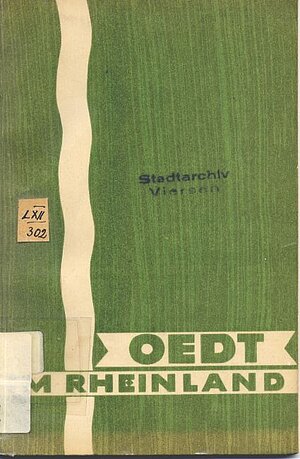 Stadtarchiv
Viersen
LXII
302
OEDT
M RHEINLAND